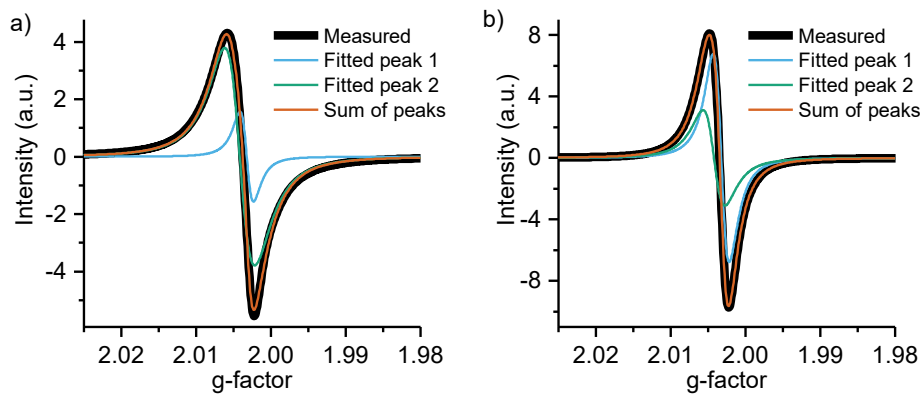 a)
Intensity (a.u.)
4
2
0
-2
-4
2.02 2.01 2.00 1.99 1.98
g-factor
Measured
Fitted peak 1
Fitted peak 2
Sum of peaks
b)
Intensity (a.u.)
8
4
0
-4
-8
2.02 2.01 2.00 1.99 1.98
g-factor
Measured
Fitted peak 1
Fitted peak 2
Sum of peaks